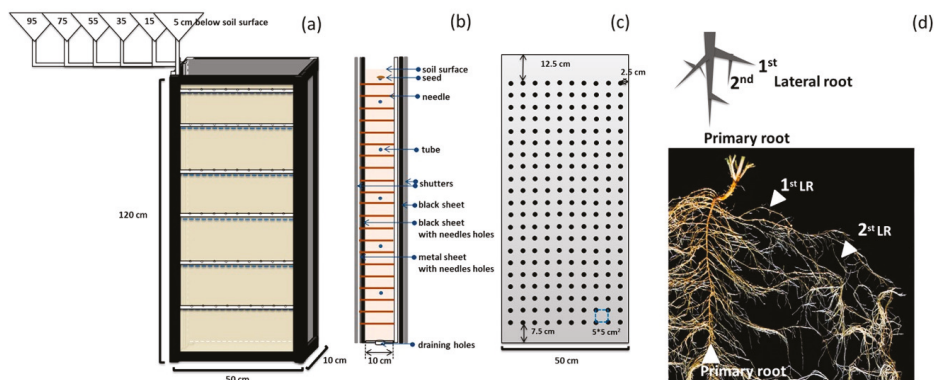 95 75 55 35 15 5 cm below soil surface
(a)
120 cm
50 cm
10 cm
(b)
soil surface
seed
needle
tube
shutters
black sheet
black sheet
with needles holes
metal sheet
with needles holes
draining holes
10 cm
(c)
12.5 cm
2.5 cm
7.5 cm
5*5 cm²
50 cm
(d)
1st
2nd
Lateral root
Primary root
1st LR
2st LR
Primary root